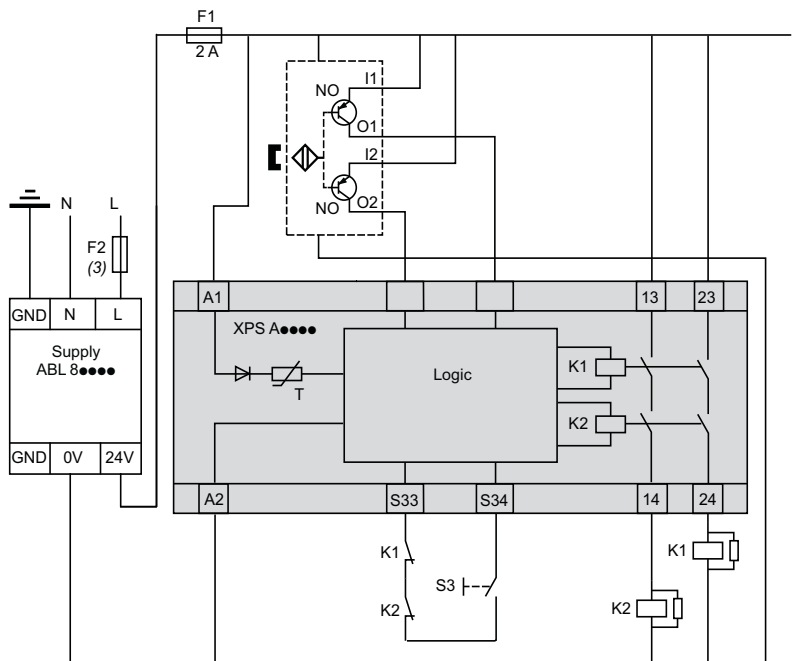 F1
2 A
I1
NO
O1
I2
O2
NO
N
L
F2
(3)
A1
13
23
GND
N
L
XPS A●●●●
Supply
ABL 8●●●●
Logic
K1
T
K2
GND
0V
24V
A2
S33
S34
14
24
K1
K1
S3
K2
K2